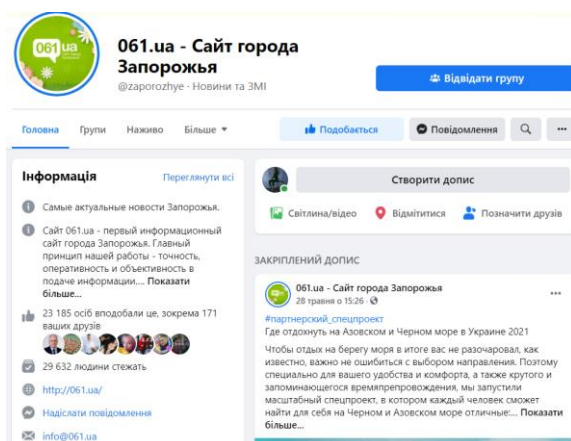 061 ua
061.ua - Сайт города
Запорожья
@zaporozhye · Новини та ЗМІ
Відвідати групу
Головна
Групи
Наживо
Більше
Подобається
Повідомлення
Інформація
Переглянути всі
Самые актуальные новости Запорожья.
Сайт 061.ua - первый информационный
сайт города Запорожья. Главный
принцип нашей работы - точность,
оперативность и объективность в
подаче информации.... Показати
більше...
23 185 осіб вподобали це, зокрема 171
ваших друзів
29 632 людини стежать
http://061.ua/
Надіслати повідомлення
info@061.ua
Створити допис
Світлина/відео
Відмітитися
Позначити друзів
ЗАКРІПЛЕНИЙ ДОПИС
061.ua - Сайт города Запорожья
28 травня о 15:26
#партнерский_спецпроект
Где отдохнуть на Азовском и Черном море в Украине 2021
Чтобы отдых на берегу моря в итоге вас не разочаровал, как
известно, важно не ошибиться с выбором направления. Поэтому
специально для вашего удобства и комфорта, а также крутого и
запоминающегося времяпрепровождения, мы запустили
масштабный спецпроект, в котором каждый человек сможет
найти для себя на Черном и Азовском море отличные:... Показати
більше...